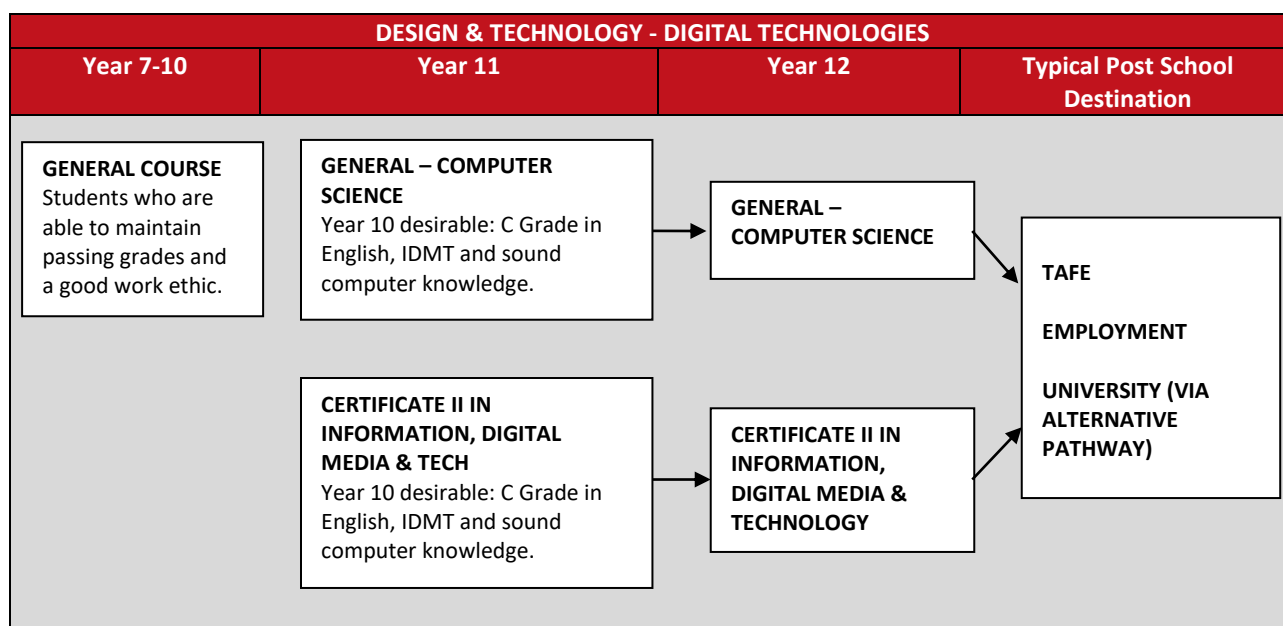 DESIGN & TECHNOLOGY - DIGITAL TECHNOLOGIES
Year 7-10
Year 11
Year 12
Typical Post School
Destination
GENERAL COURSE
Students who are
able to maintain
passing grades and
a good work ethic.
GENERAL – COMPUTER
SCIENCE
Year 10 desirable: C Grade in
English, IDMT and sound
computer knowledge.
GENERAL –
COMPUTER SCIENCE
CERTIFICATE II IN
INFORMATION, DIGITAL
MEDIA & TECH
Year 10 desirable: C Grade in
English, IDMT and sound
computer knowledge.
CERTIFICATE II IN
INFORMATION,
DIGITAL MEDIA &
TECHNOLOGY
TAFE
EMPLOYMENT
UNIVERSITY (VIA
ALTERNATIVE
PATHWAY)